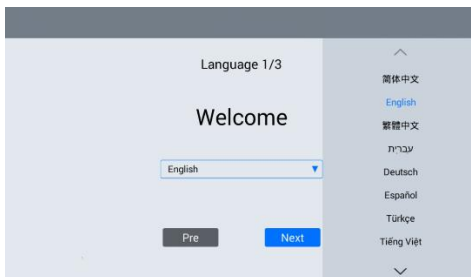 Language 1/3
Welcome
English
Pre
Next
简体中文
English
繁體中文
עברית
Deutsch
Español
Türkçe
Tiếng Việt